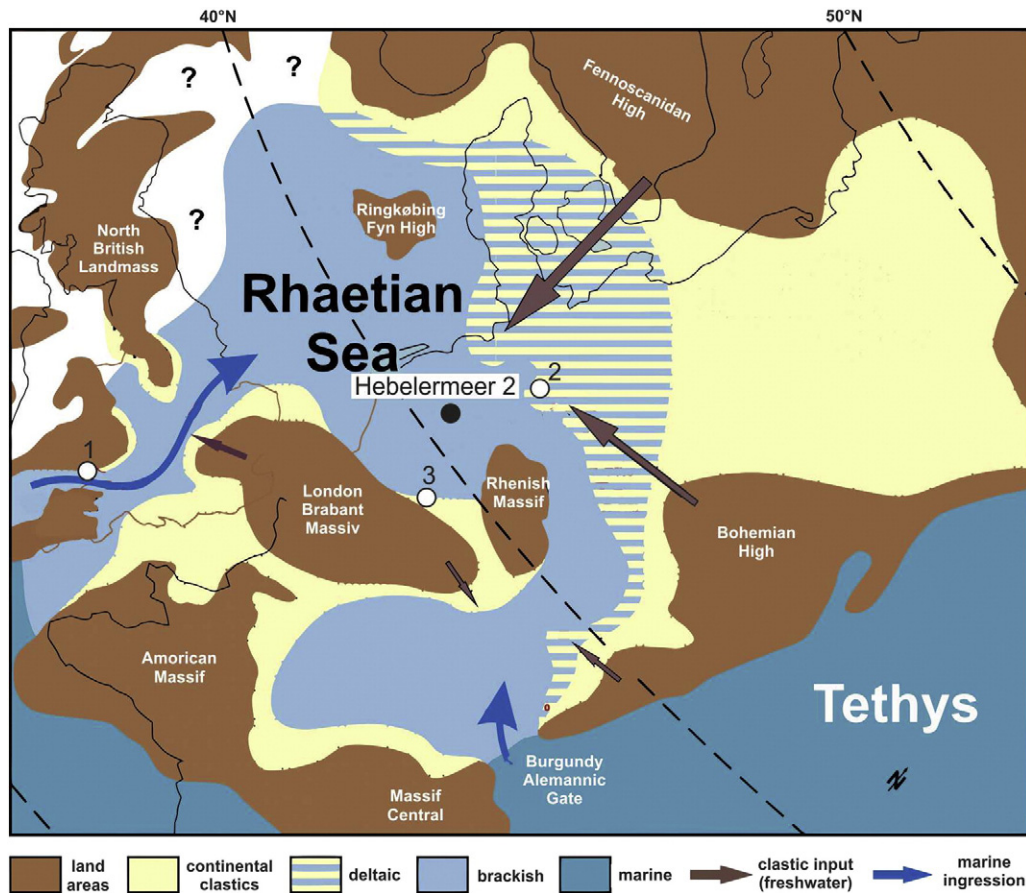 40°N
50°N
?
?
?
Fennoscanidan
High
North
British
Landmass
Ringkøbing
Fyn High
Rhaetian
Sea
Hebelermeer 2
2
1
3
London
Brabant
Massiv
Rhenish
Massif
Bohemian
High
Amorican
Massif
Tethys
Burgundy
Alemannic
Gate
Massif
Central
N
land
areas
continental
clastics
deltaic
brackish
marine
clastic input
(freshwater)
marine
ingression